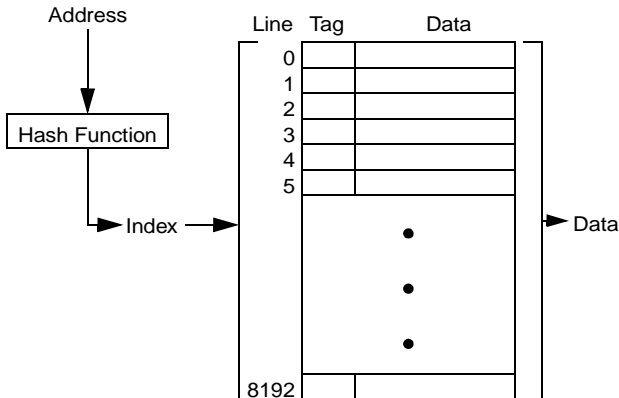 Address
Line Tag Data
0
1
Hash Function
2
3
4
5
Index
Data
8192